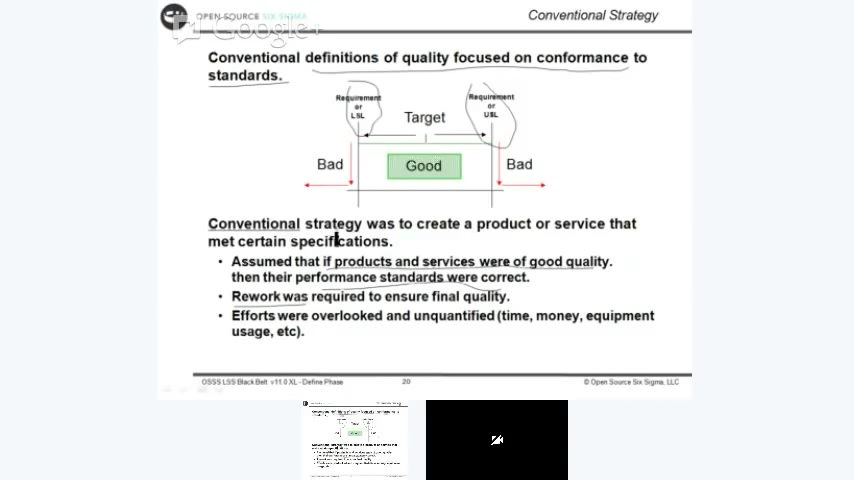 OPEN SOURCE SIX SIGMA
Conventional Strategy
Google+
Conventional definitions of quality focused on conformance to
standards.
Requirement
or
LSL
Requirement
or
USL
Target
Bad
Good
Bad
Conventional strategy was to create a product or service that
met certain specifications.
• Assumed that if products and services were of good quality.
then their performance standards were correct.
• Rework was required to ensure final quality.
• Efforts were overlooked and unquantified (time, money, equipment
usage, etc).
OSSS LSS Black Belt v11.0 XL - Define Phase
20
© Open Source Six Sigma, LLC